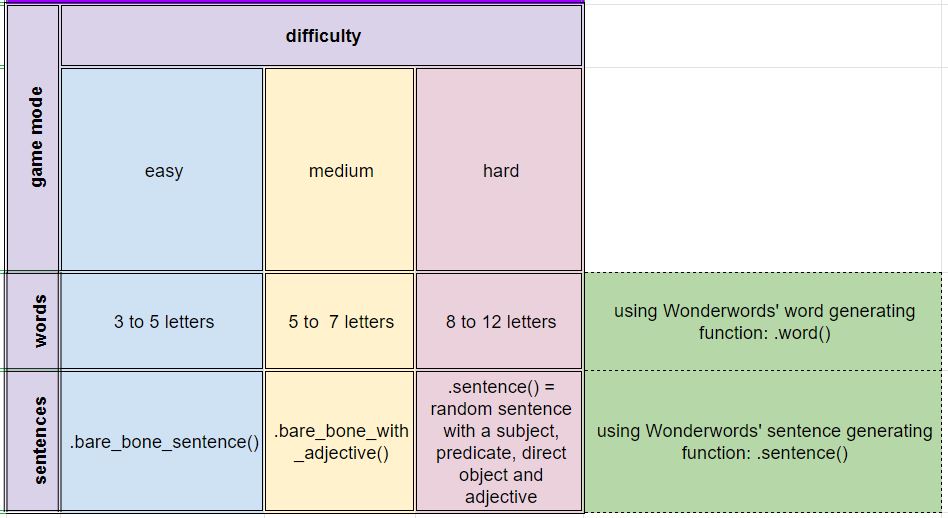 difficulty
game mode
easy
medium
hard
words
3 to 5 letters
5 to 7 letters
8 to 12 letters
using Wonderwords' word generating
function: .word()
sentences
.bare_bone_sentence()
.bare_bone_with
_adjective()
.sentence() =
random sentence
with a subject,
predicate, direct
object and
adjective
using Wonderwords' sentence generating
function: .sentence()